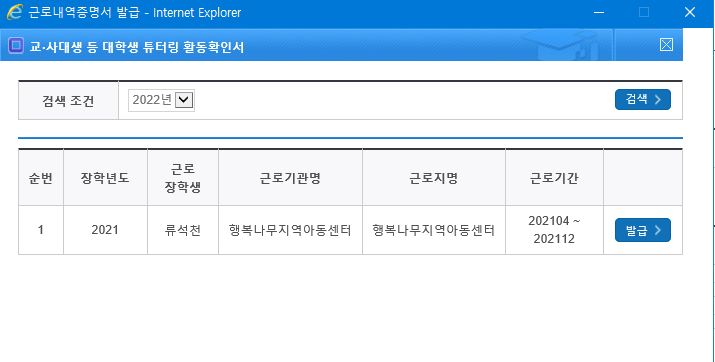 근로내역증명서 발급 - Internet Explorer
교·사대생 등 대학생 튜터링 활동확인서
검색 조건 2022년 검색
순번 장학년도 근로 장학생 근로기관명 근로지명 근로기간
1 2021 류석천 행복나무지역아동센터 행복나무지역아동센터 202104 ~ 202112 발급